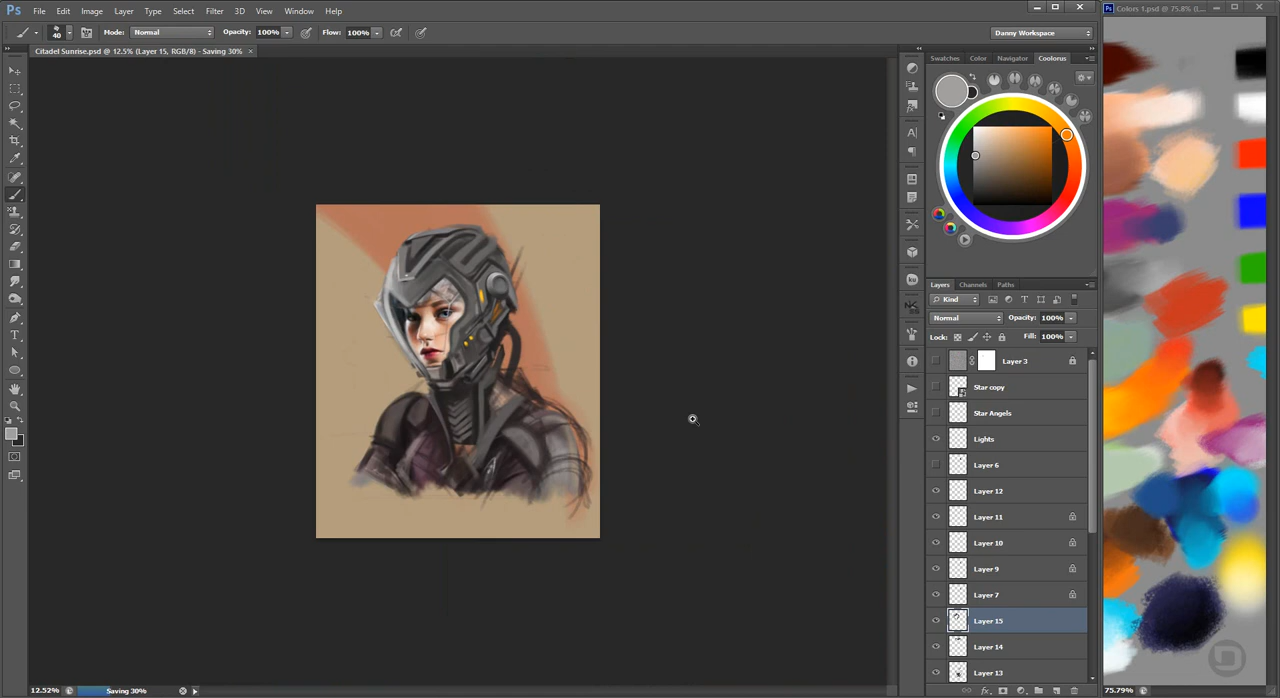 Ps File Edit Image Layer Type Select Filter 3D View Window Help
40 Mode: Normal Opacity: 100% Flow: 100% Danny Workspace
Citadel Sunrise.psd @ 12.5% (Layer 15, RGB/8) - Saving 30% ×
Swatches Color Navigator Coolorus
Layers Channels Paths
Kind
Normal Opacity: 100%
Lock: Fill: 100%
Layer 3
Star copy
Star Angels
Lights
Layer 6
Layer 12
Layer 11
Layer 10
Layer 9
Layer 7
Layer 15
Layer 14
Layer 13
12.52% Saving 30%
Ps Colors 1.psd @ 75.8% (L...
75.79%